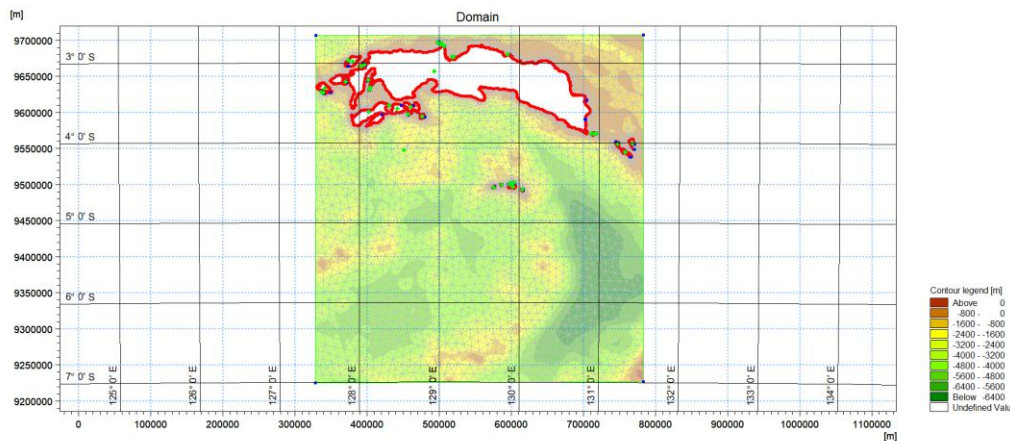 Domain
[m]
9700000
3° 0' S
9650000
9600000
4° 0' S
9550000
9500000
9450000
5° 0' S
9400000
9350000
6° 0' S
9300000
9250000
7° 0' S
9200000
125° 0' E
126° 0' E
127° 0' E
128° 0' E
129° 0' E
130° 0' E
131° 0' E
132° 0' E
133° 0' E
134° 0' E
0 100000 200000 300000 400000 500000 600000 700000 800000 900000 1000000 1100000
[m]
Contour legend [m]
Above 0
-800 - 0
-1600 - -800
-2400 - -1600
-3200 - -2400
-4000 - -3200
-4800 - -4000
-5600 - -4800
-6400 - -5600
Below -6400
Undefined Valu